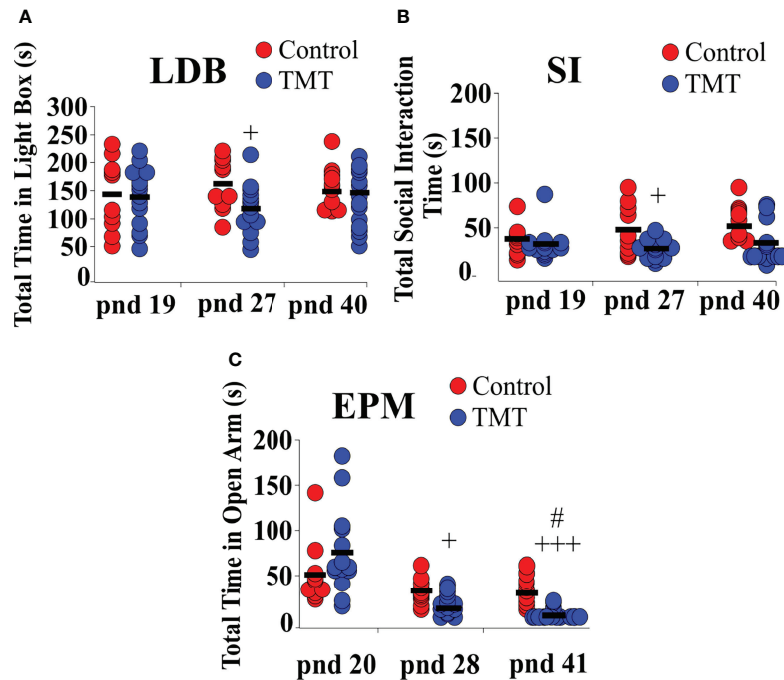 A
LDB
Control
TMT
Total Time in Light Box (s)
300
250
200
150
100
50
0
+
pnd 19
pnd 27
pnd 40
B
SI
Control
TMT
Total Social Interaction
Time (s)
200
150
100
50
0
+
pnd 19
pnd 27
pnd 40
C
EPM
Control
TMT
Total Time in Open Arm (s)
200
150
100
50
0
+
#
+++
pnd 20
pnd 28
pnd 41